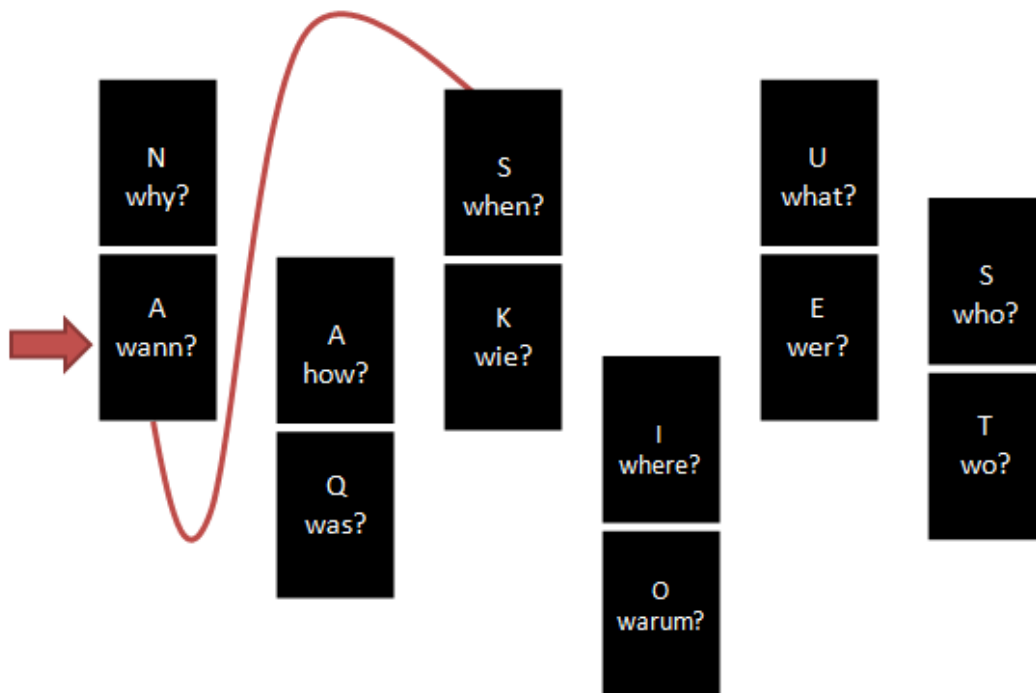 N
why?
A
wann?
A
how?
Q
was?
S
when?
K
wie?
I
where?
O
warum?
U
what?
E
wer?
S
who?
T
wo?